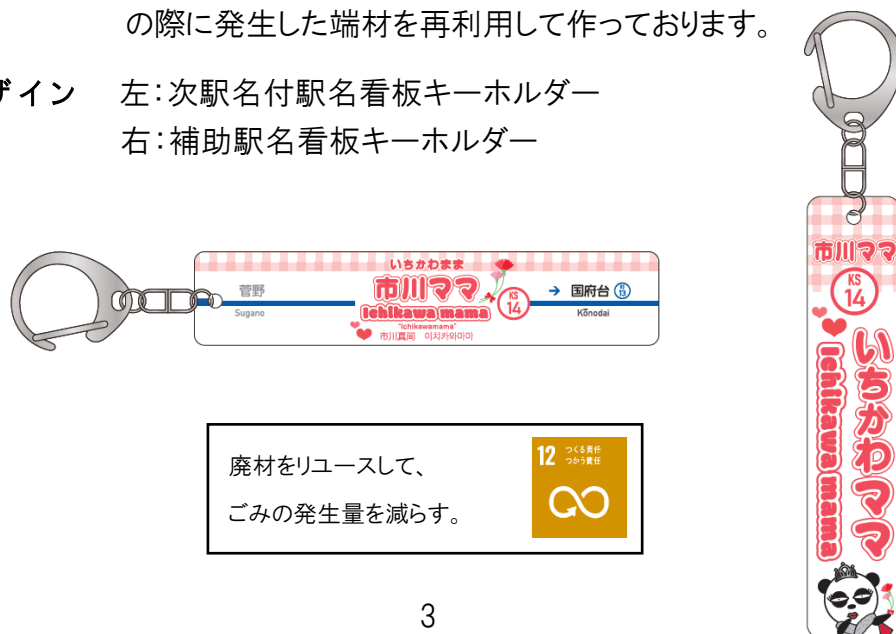 の際に発生した端材を再利用して作っております。
ザイン 左：次駅名付駅名看板キーホルダー
右：補助駅名看板キーホルダー
いちかわまま
菅野
市川ママ
KS
14
→ 国府台
13
Sugano
Ichikawa mama
Kōnodai
"Ichikawamama"
市川真间 이치카와마마
市川ママ
KS
14
いちかわママ
Ichikawa mama
廃材をリユースして、
ごみの発生量を減らす。
12 つくる責任
つかう責任
3